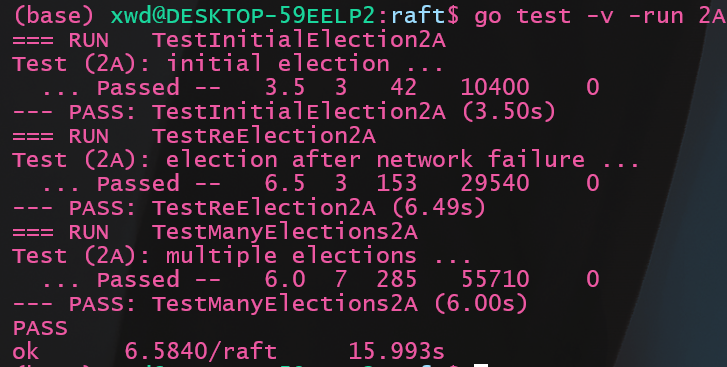 (base) xwd@DESKTOP-59EELP2:raft$ go test -v -run 2A
=== RUN   TestInitialElection2A
Test (2A): initial election ...
  ... Passed --   3.5  3   42   10400    0
--- PASS: TestInitialElection2A (3.50s)
=== RUN   TestReElection2A
Test (2A): election after network failure ...
  ... Passed --   6.5  3  153   29540    0
--- PASS: TestReElection2A (6.49s)
=== RUN   TestManyElections2A
Test (2A): multiple elections ...
  ... Passed --   6.0  7  285   55710    0
--- PASS: TestManyElections2A (6.00s)
PASS
ok      6.5840/raft     15.993s